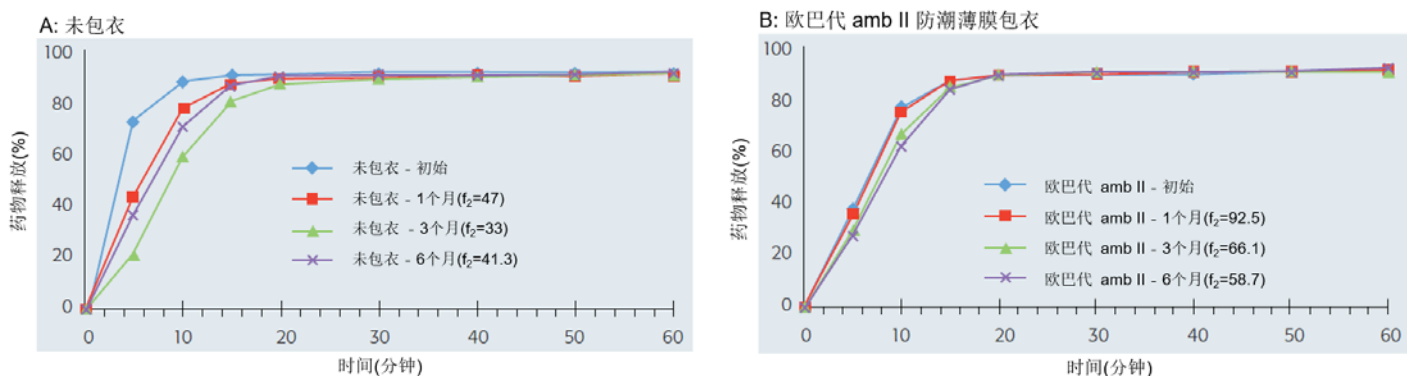 A: 未包衣
100
80
60
40
20
0
药物释放(%)
未包衣 - 初始
未包衣 - 1个月(f₂=47)
未包衣 - 3个月(f₂=33)
未包衣 - 6个月(f₂=41.3)
0 10 20 30 40 50 60
时间(分钟)
B: 欧巴代 amb II 防潮薄膜包衣
100
80
60
40
20
0
药物释放(%)
欧巴代 amb II - 初始
欧巴代 amb II - 1个月(f₂=92.5)
欧巴代 amb II - 3个月(f₂=66.1)
欧巴代 amb II - 6个月(f₂=58.7)
0 10 20 30 40 50 60
时间(分钟)